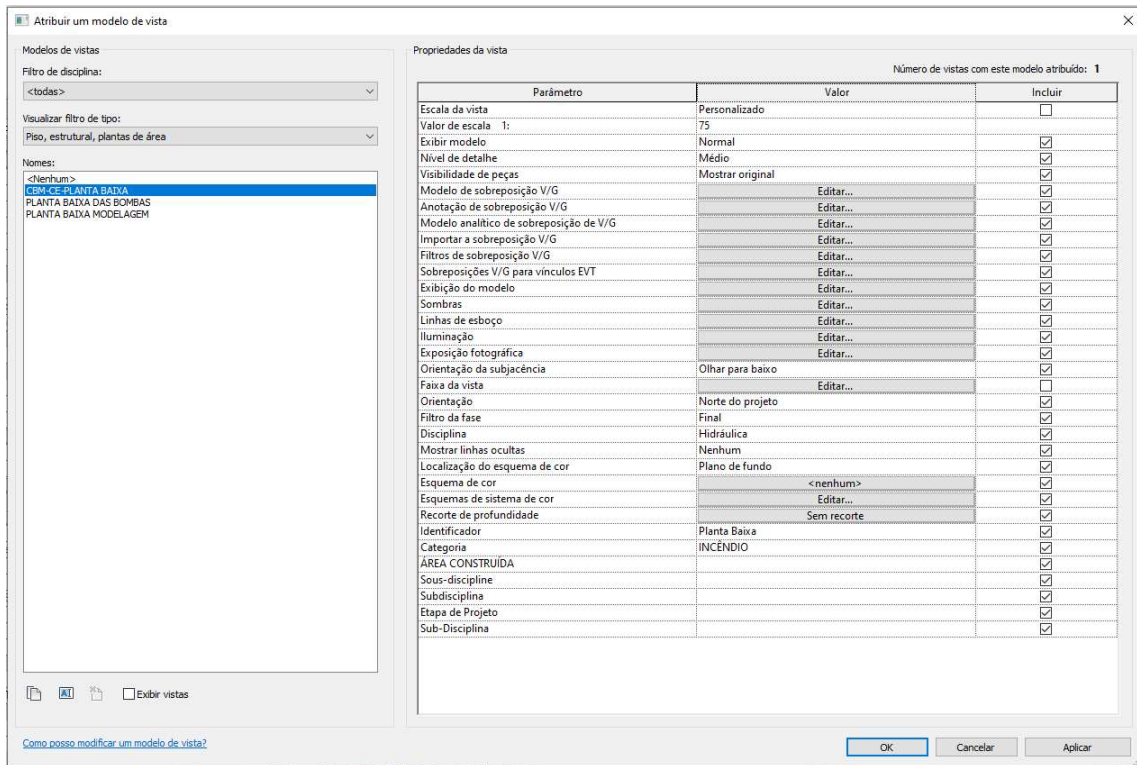 Atribuir um modelo de vista
Modelos de vistas
Filtro de disciplina:
<todas>
Visualizar filtro de tipo:
Piso, estrutural, plantas de área
Nomes:
<Nenhum>
CBM-CE-PLANTA BAIXA
PLANTA BAIXA DAS BOMBAS
PLANTA BAIXA MODELAGEM
Exibir vistas
Como posso modificar um modelo de vista?
Propriedades da vista
Número de vistas com este modelo atribuído: 1
Parâmetro Valor Incluir
Escala da vista Personalizado
Valor de escala 1: 75
Exibir modelo Normal
Nível de detalhe Médio
Visibilidade de peças Mostrar original
Modelo de sobreposição V/G Editar...
Anotação de sobreposição V/G Editar...
Modelo analítico de sobreposição de V/G Editar...
Importar a sobreposição V/G Editar...
Filtros de sobreposição V/G Editar...
Sobreposições V/G para vínculos EVT Editar...
Exibição do modelo Editar...
Sombras Editar...
Linhas de esboço Editar...
Iluminação Editar...
Exposição fotográfica Editar...
Orientação da subjacência Olhar para baixo
Faixa da vista Editar...
Orientação Norte do projeto
Filtro da fase Final
Disciplina Hidráulica
Mostrar linhas ocultas Nenhum
Localização do esquema de cor Plano de fundo
Esquema de cor <nenhum>
Esquemas de sistema de cor Editar...
Recorte de profundidade Sem recorte
Identificador Planta Baixa
Categoria INCÊNDIO
ÁREA CONSTRUÍDA
Sous-discipline
Subdisciplina
Etapa de Projeto
Sub-Disciplina
OK Cancelar Aplicar